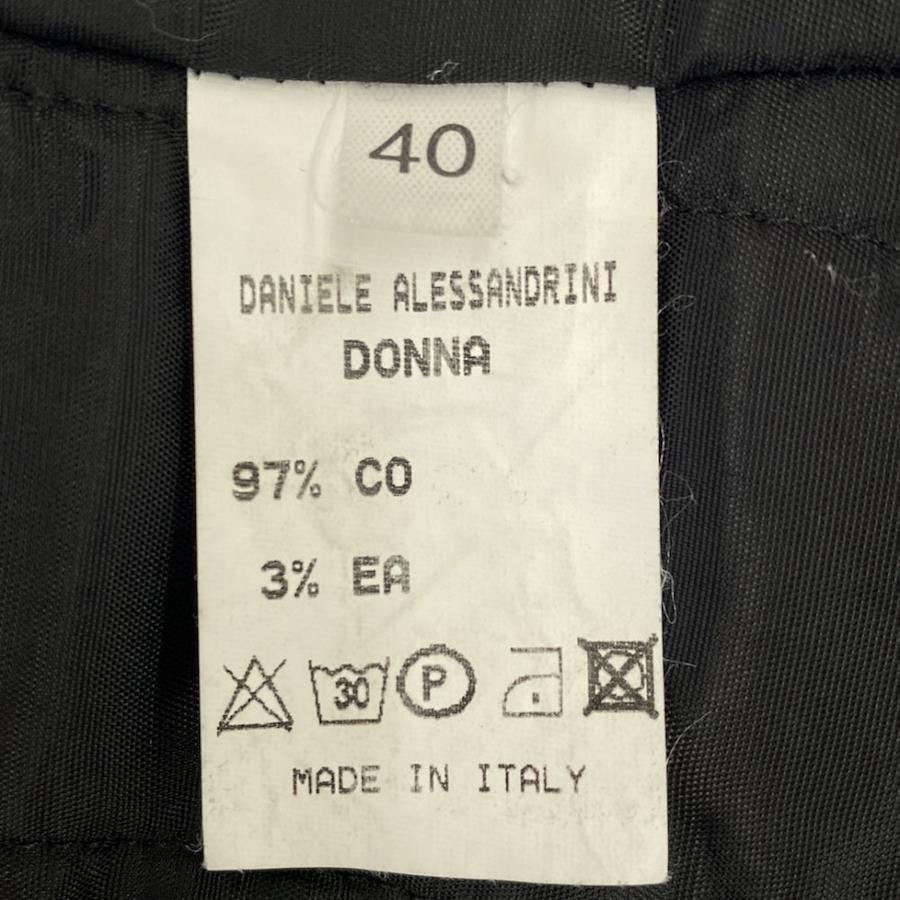 40
DANIELE ALESSANDRINI
DONNA
97% CO
3% EA
30 P
MADE IN ITALY